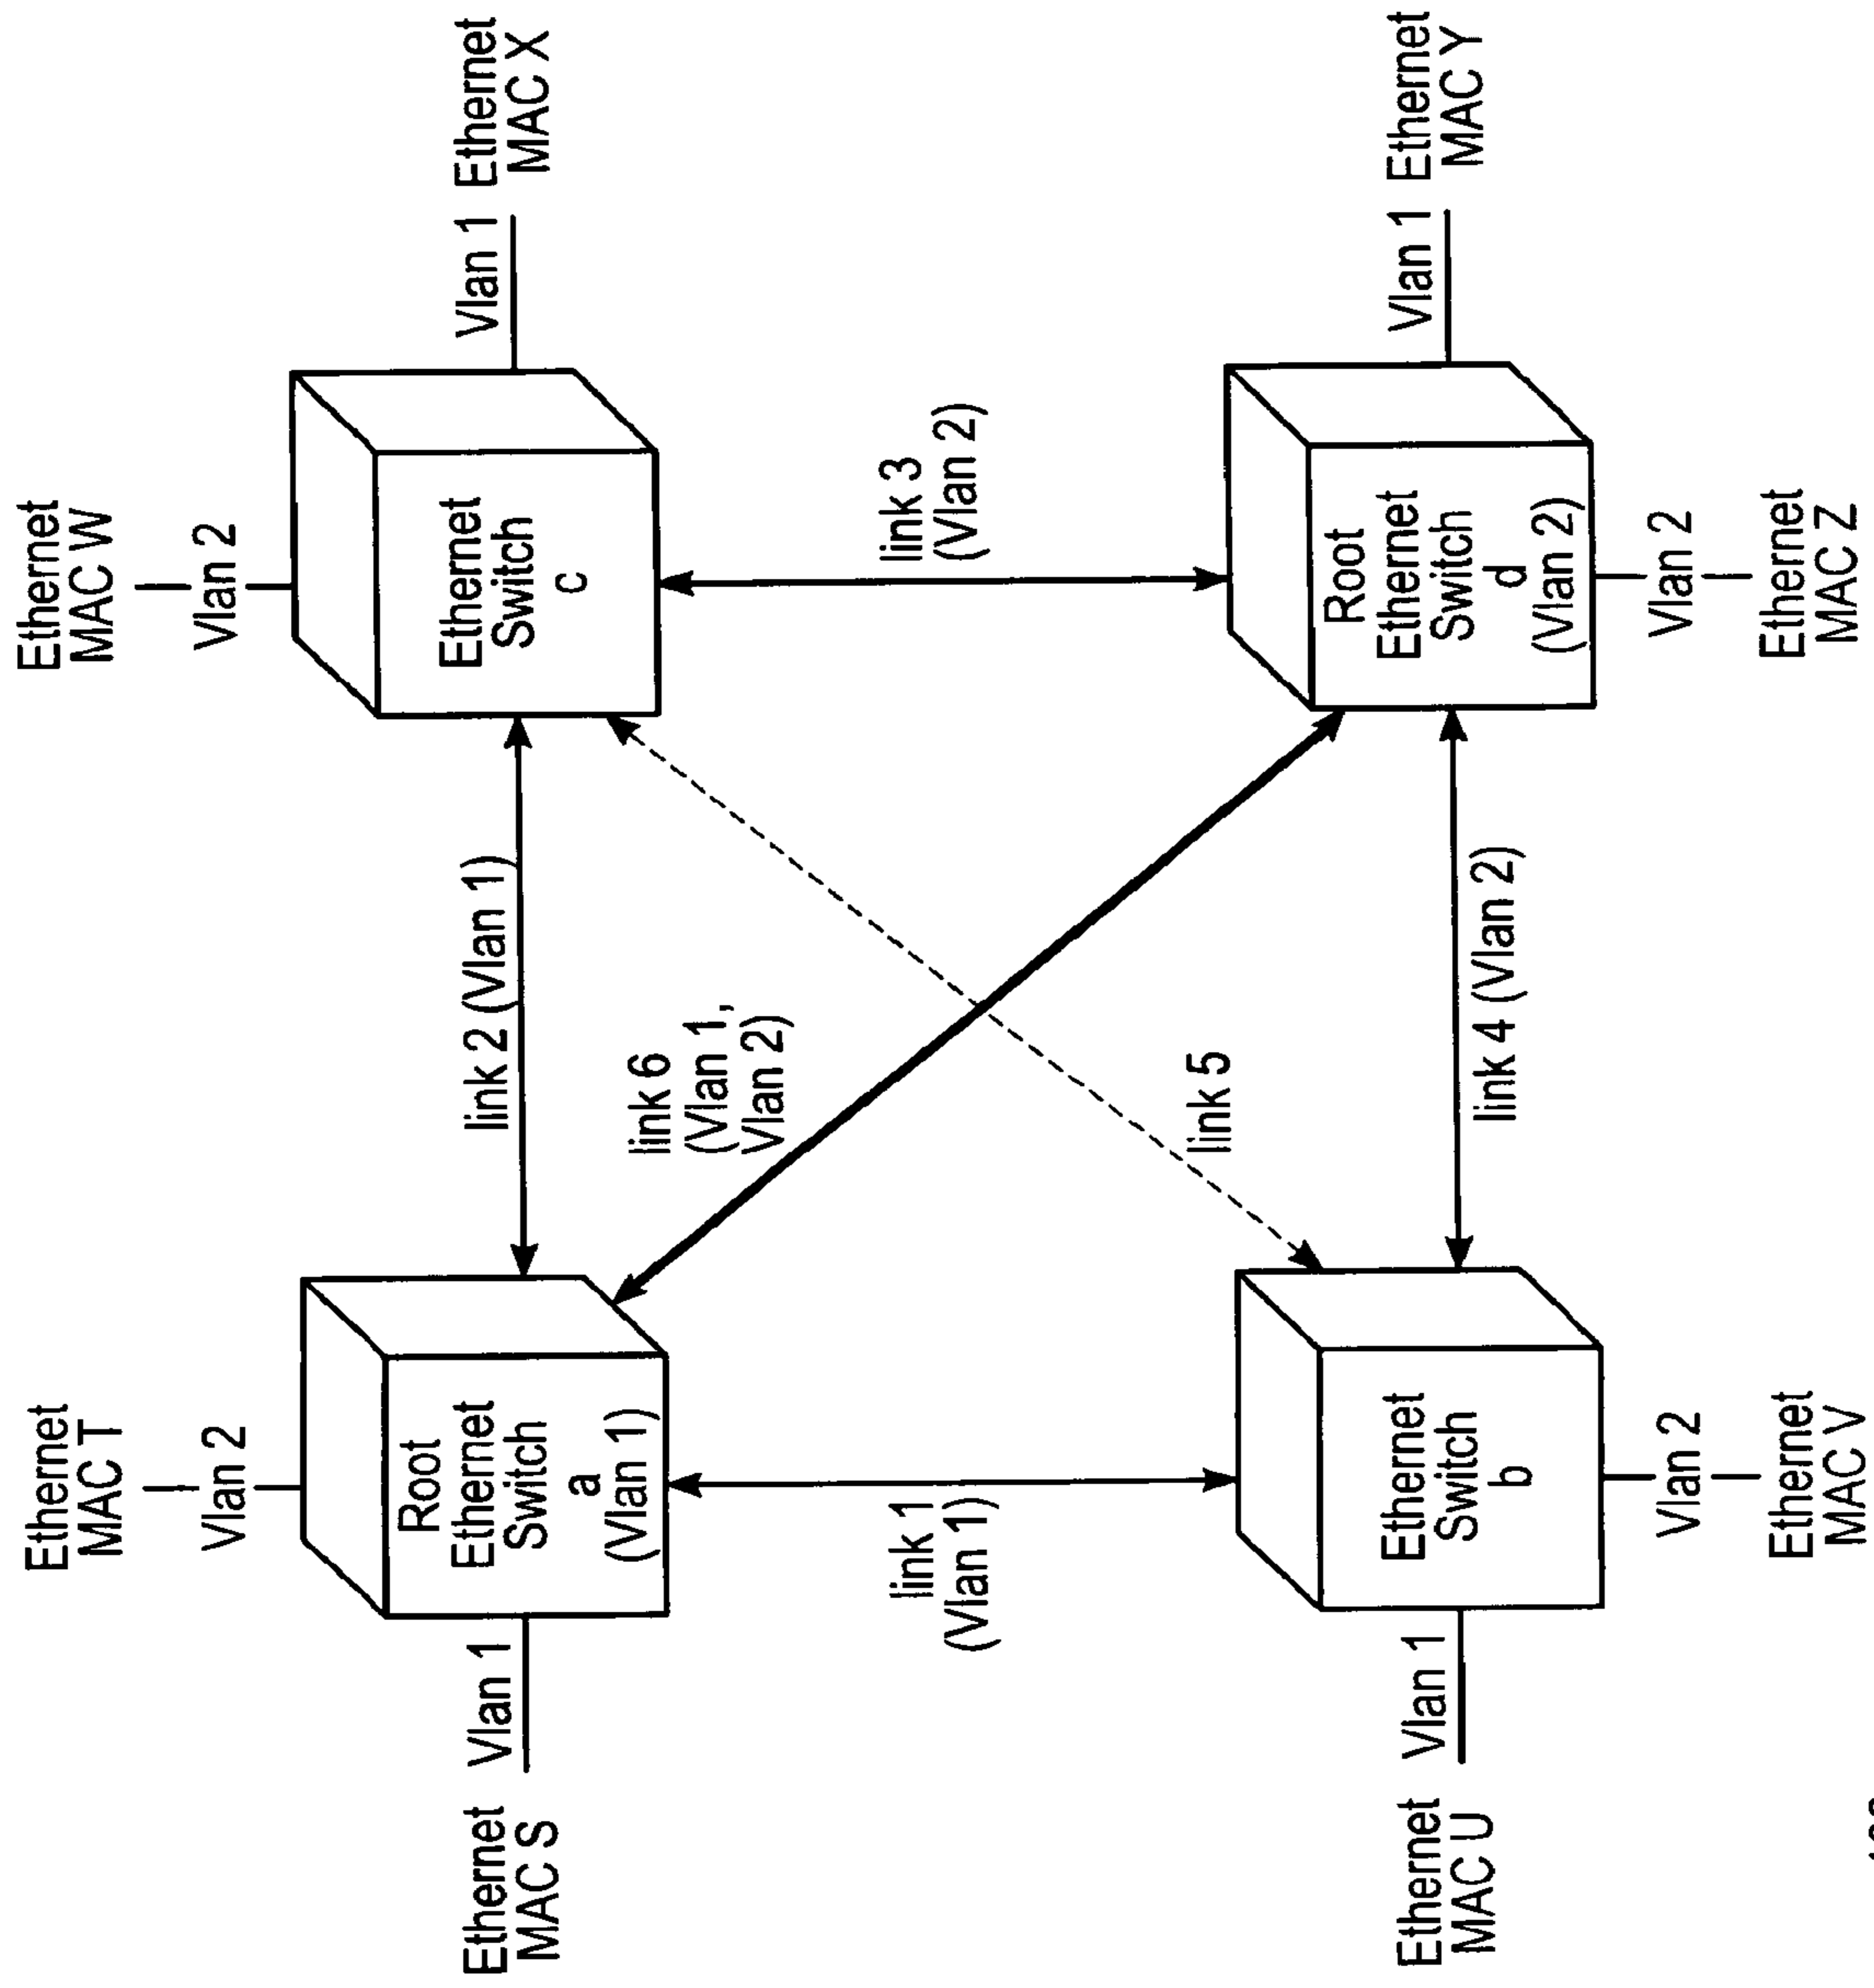 Ethernet
MAC T
Ethernet
MAC W
Vlan 2
Vlan 2
Root
Ethernet
Switch
a
(Vlan 1)
Ethernet
Switch
c
Ethernet
MAC S
Vlan 1
link 2 (Vlan 1)
Vlan 1
Ethernet
MAC X
link 6
(Vlan 1,
Vlan 2)
link 1
(Vlan 1)
link 3
(Vlan 2)
link 5
Ethernet
Switch
b
Root
Ethernet
Switch
d
(Vlan 2)
Ethernet
MAC U
Vlan 1
link 4 (Vlan 2)
Vlan 1
Ethernet
MAC Y
Vlan 2
Vlan 2
Ethernet
MAC V
Ethernet
MAC Z